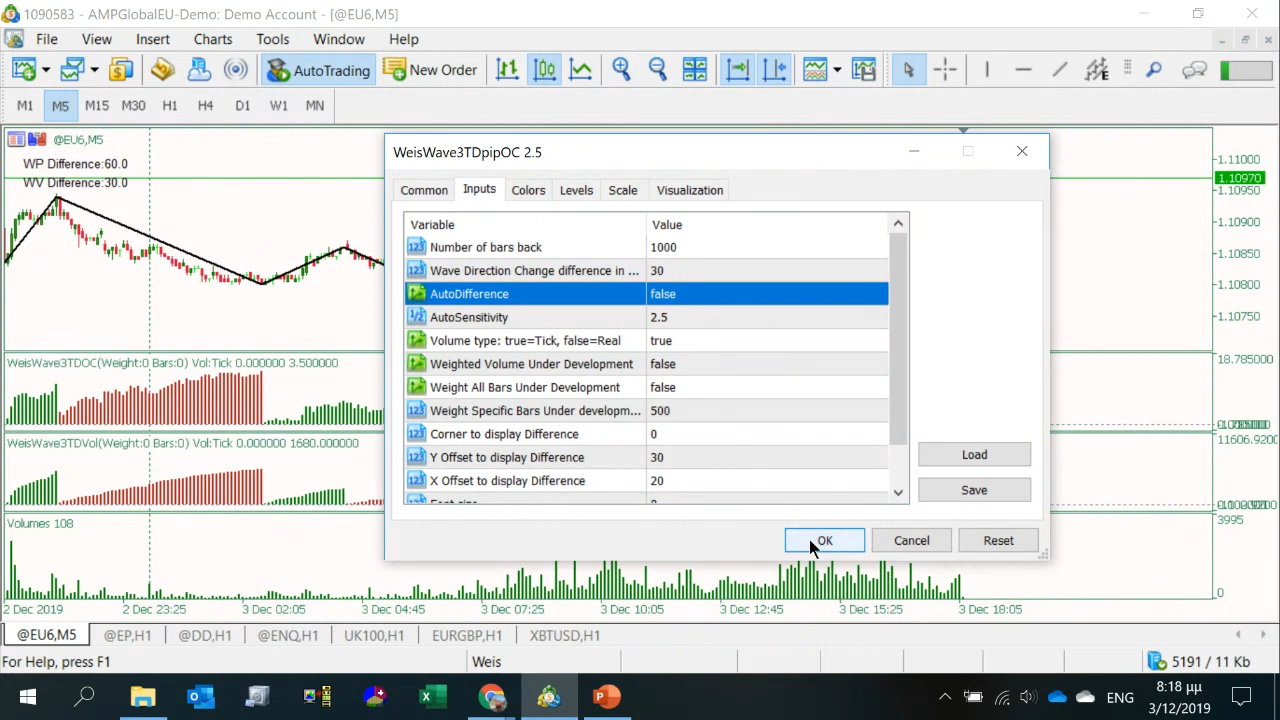 1090583 - AMPGlobalEU-Demo: Demo Account - [@EU6,M5]
File View Insert Charts Tools Window Help
AutoTrading New Order
M1 M5 M15 M30 H1 H4 D1 W1 MN
@EU6,M5
WP Difference:60.0
WV Difference:30.0
1.11000
1.10970
1.10950
1.10900
1.10850
1.10800
1.10750
WeisWave3TDpipOC 2.5
Common Inputs Colors Levels Scale Visualization
Variable Value
Number of bars back 1000
Wave Direction Change difference in ... 30
AutoDifference false
AutoSensitivity 2.5
Volume type: true=Tick, false=Real true
Weighted Volume Under Development false
Weight All Bars Under Development false
Weight Specific Bars Under developm... 500
Corner to display Difference 0
Y Offset to display Difference 30
X Offset to display Difference 20
Load
Save
OK Cancel Reset
WeisWave3TDOC(Weight:0 Bars:0) Vol:Tick 0.000000 3.500000
18.785000
WeisWave3TDVol(Weight:0 Bars:0) Vol:Tick 0.000000 1680.000000
Volumes 108
3995
0
2 Dec 2019 2 Dec 23:25 3 Dec 02:05 3 Dec 04:45 3 Dec 07:25 3 Dec 10:05 3 Dec 12:45 3 Dec 15:25 3 Dec 18:05
@EU6,M5 @EP,H1 @DD,H1 @ENQ,H1 UK100,H1 EURGBP,H1 XBTUSD,H1
For Help, press F1 Weis 5191 / 11 Kb
ENG
8:18 μμ
3/12/2019